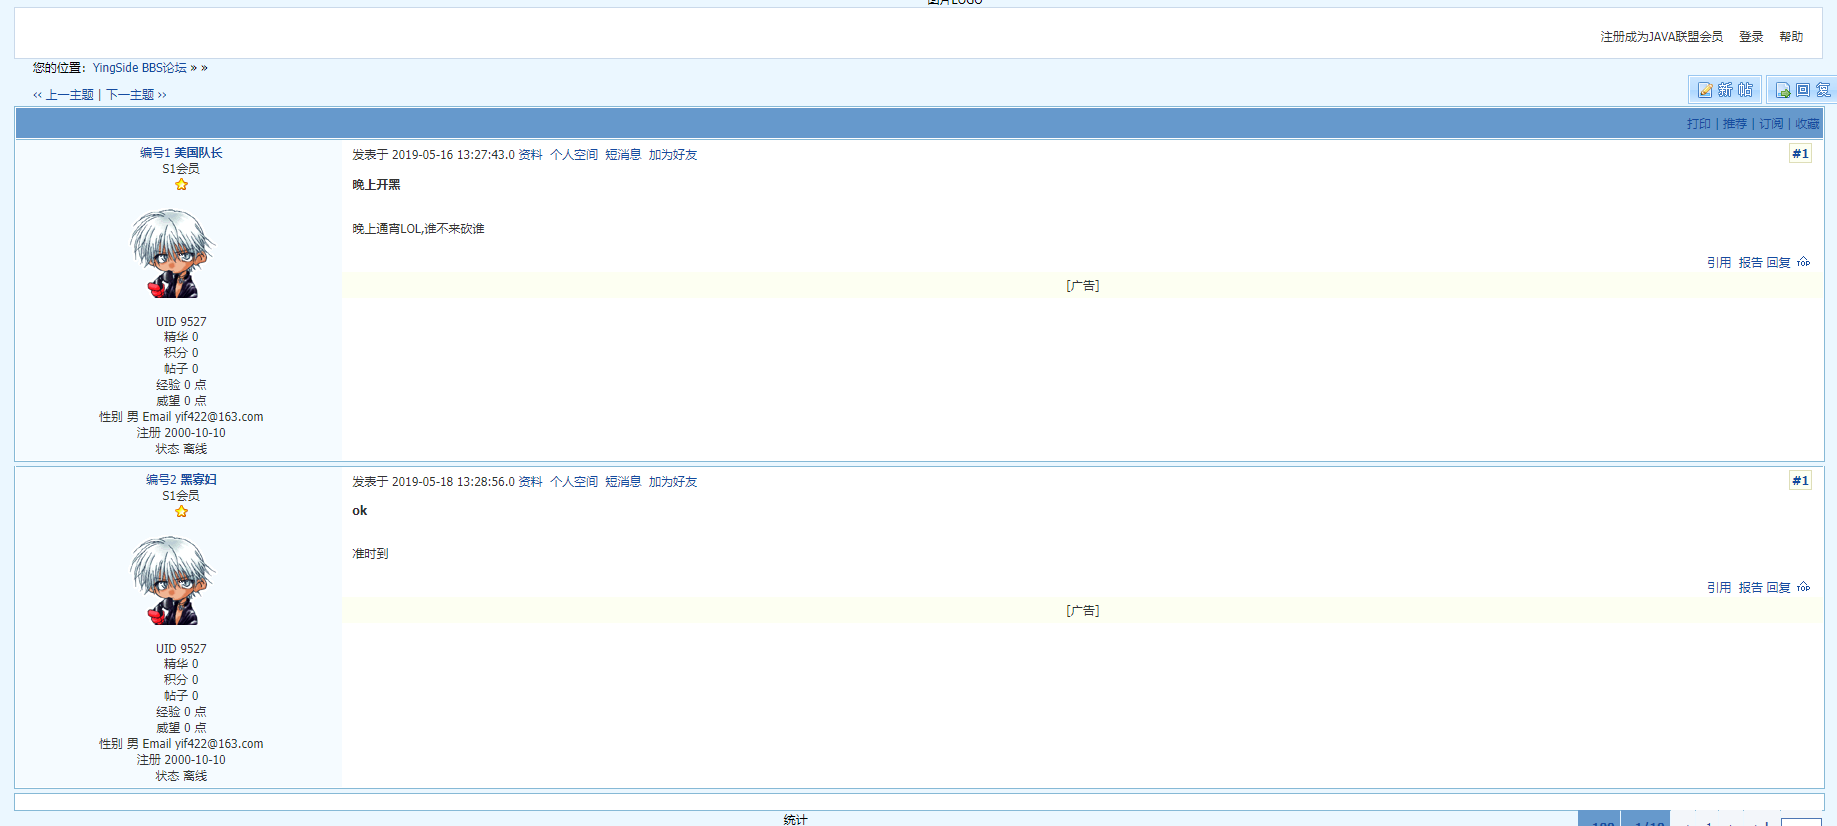 图片LOGO
注册成为JAVA联盟会员 登录 帮助
您的位置: YingSide BBS论坛 » »
‹‹ 上一主题 | 下一主题 ››
新 帖 回 复
打印 | 推荐 | 订阅 | 收藏
编号1 美国队长
S1会员
发表于 2019-05-16 13:27:43.0 资料 个人空间 短消息 加为好友
#1
晚上开黑
晚上通宵LOL,谁不来砍谁
引用 报告 回复 TOP
[广告]
UID 9527
精华 0
积分 0
帖子 0
经验 0 点
威望 0 点
性别 男 Email yif422@163.com
注册 2000-10-10
状态 离线
编号2 黑寡妇
S1会员
发表于 2019-05-18 13:28:56.0 资料 个人空间 短消息 加为好友
#1
ok
准时到
引用 报告 回复 TOP
[广告]
UID 9527
精华 0
积分 0
帖子 0
经验 0 点
威望 0 点
性别 男 Email yif422@163.com
注册 2000-10-10
状态 离线
统计